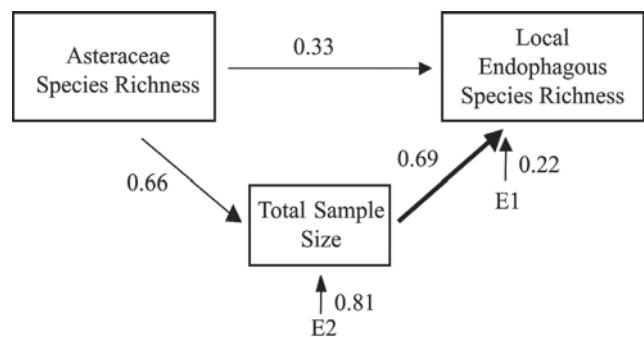 Asteraceae
Species Richness
0.33
Local
Endophagous
Species Richness
0.66
0.69
0.22
E1
Total Sample
Size
0.81
E2